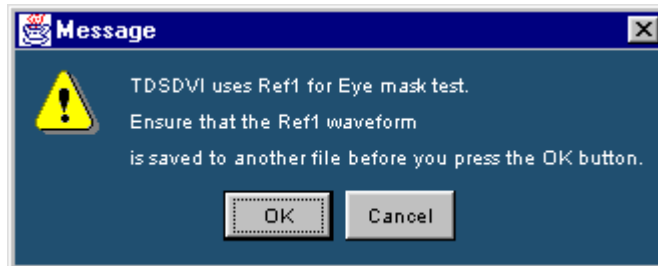 Message
TDSDVI uses Ref1 for Eye mask test.
Ensure that the Ref1 waveform
is saved to another file before you press the OK button.
OK Cancel